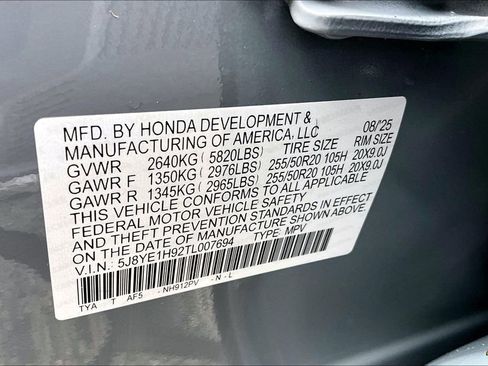 MFD. BY HONDA DEVELOPMENT & 08/'25
MANUFACTURING OF AMERICA, LLC
GVWR 2640KG ( 5820LBS) TIRE SIZE RIM SIZE
GAWR F 1350KG ( 2976LBS) 255/50R20 105H 20X9.0J
GAWR R 1345KG ( 2965LBS) 255/50R20 105H 20X9.0J
THIS VEHICLE CONFORMS TO ALL APPLICABLE
FEDERAL MOTOR VEHICLE SAFETY, BUMPER,
AND THEFT PREVENTION STANDARDS IN EFFECT
ON THE DATE OF MANUFACTURE SHOWN ABOVE.
V.I.N.: 5J8YE1H92TL007694 TYPE: MPV
TYA T AF5 NH912PV -N-L